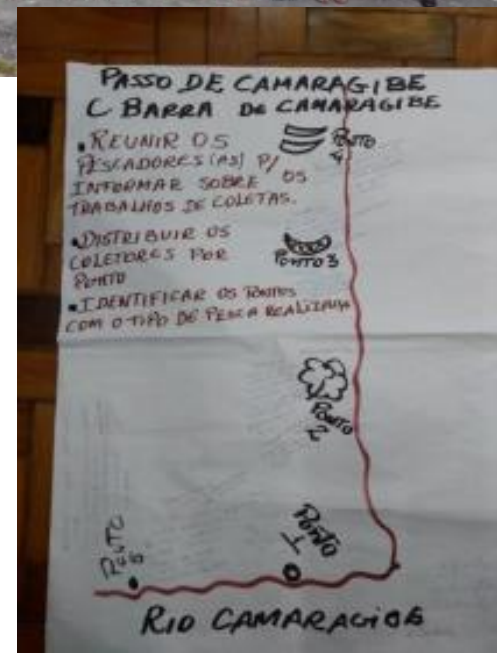 PASSO DE CAMARAGIBE
C BARRA DE CAMARAGIBE
• REUNIR OS
PESCADORES(AS) P/
INFORMAR SOBRE OS
TRABALHOS DE COLETAS.
• DISTRIBUIR OS
COLETORES POR
PONTO
• IDENTIFICAR OS PONTOS
COM O TIPO DE PESCA REALIZADA
PONTO
4
PONTO 3
PONTO
2
PONTO
1
PONTO
RIO CAMARAGIBE